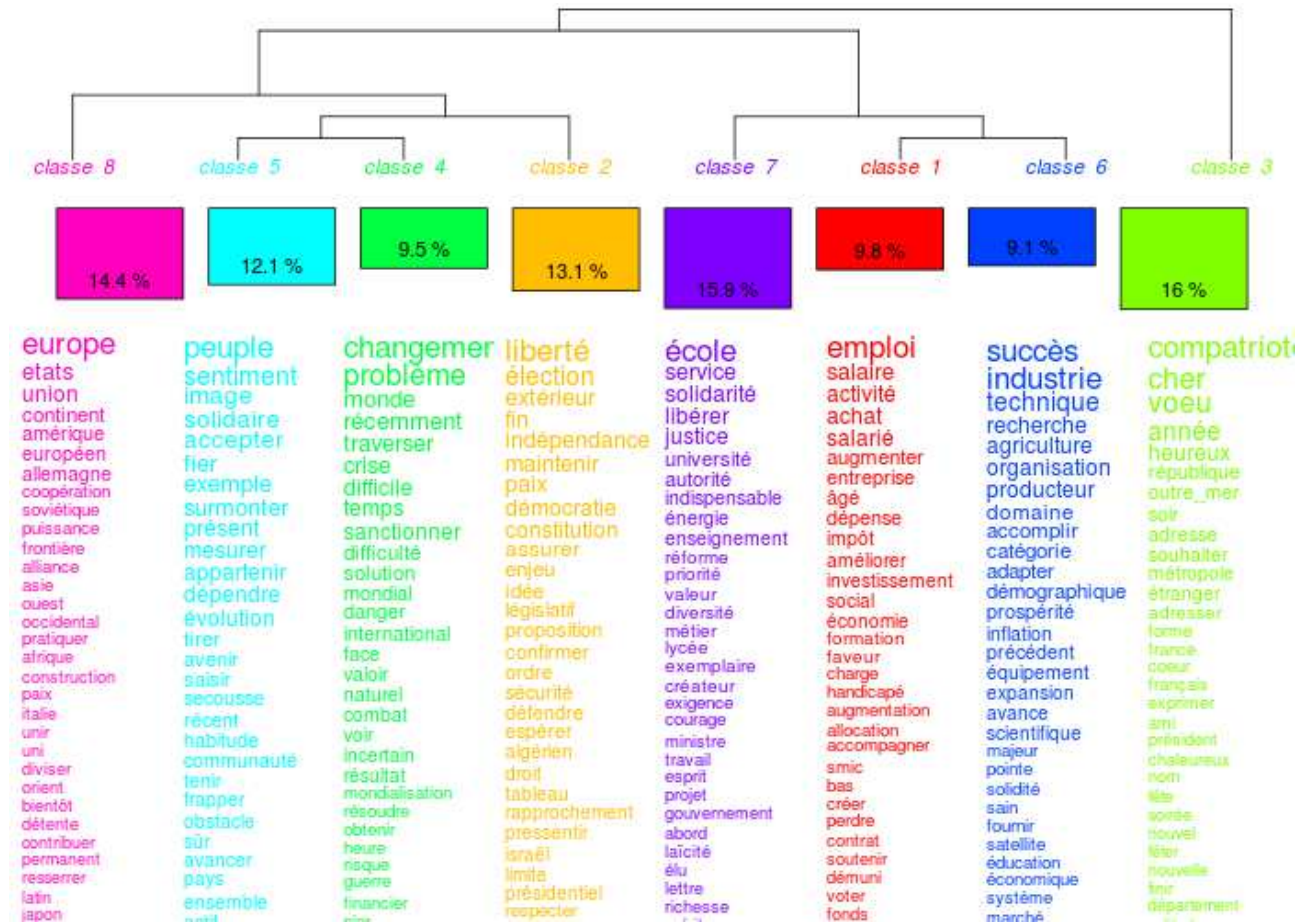 classe 8
classe 5
classe 4
classe 2
classe 7
classe 1
classe 6
classe 3
14.4 %
12.1 %
9.5 %
13.1 %
15.9 %
9.8 %
9.1 %
16 %
europe
etats
union
continent
amérique
européen
allemagne
coopération
soviétique
puissance
frontière
alliance
asie
ouest
occidental
pratiquer
afrique
construction
paix
italie
unir
uni
diviser
orient
bientôt
détente
contribuer
permanent
resserrer
latin
japon
peuple
sentiment
image
solidaire
accepter
fier
exemple
surmonter
présent
mesurer
appartenir
dépendre
évolution
tirer
avenir
saisir
secousse
récent
habitude
communauté
tenir
frapper
obstacle
sûr
avancer
pays
ensemble
changemer
problème
monde
récemment
traverser
crise
difficile
temps
sanctionner
difficulté
solution
mondial
danger
international
face
valoir
naturel
combat
voir
incertain
résultat
mondialisation
résoudre
obtenir
heure
risque
guerre
financier
liberté
élection
extérieur
fin
indépendance
maintenir
paix
démocratie
constitution
assurer
enjeu
idée
législatif
proposition
confirmer
ordre
sécurité
défendre
espérer
algérien
droit
tableau
rapprochement
pressentir
israël
limite
présidentiel
respecter
école
service
solidarité
libérer
justice
université
autorité
indispensable
énergie
enseignement
réforme
priorité
valeur
diversité
métier
lycée
exemplaire
créateur
exigence
courage
ministre
travail
esprit
projet
gouvernement
abord
laïcité
élu
lettre
richesse
emploi
salaire
activité
achat
salarié
augmenter
entreprise
âgé
dépense
impôt
améliorer
investissement
social
économie
formation
faveur
charge
handicapé
augmentation
allocation
accompagner
smic
bas
créer
perdre
contrat
soutenir
démuni
voter
fonds
succès
industrie
technique
recherche
agriculture
organisation
producteur
domaine
accomplir
catégorie
adapter
démographique
prospérité
inflation
précédent
équipement
expansion
avance
scientifique
majeur
pointe
solidité
sain
fournir
satellite
éducation
économique
système
marché
compatriot
cher
voeu
année
heureux
république
outre_mer
soir
adresse
souhaiter
métropole
étranger
adresser
forme
france
coeur
français
exprimer
ami
président
chaleureux
nom
fête
soirée
nouvel
fêter
nouvelle
finir
département